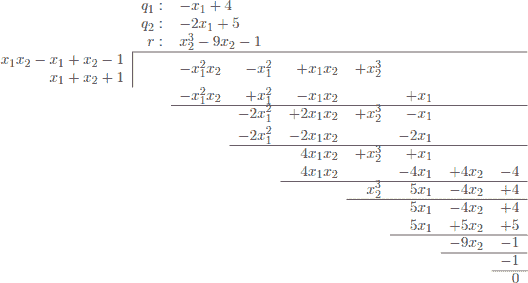 q₁ : −x₁ + 4
q₂ : −2x₁ + 5
r : x₂³ − 9x₂ − 1
x₁x₂ − x₁ + x₂ − 1
x₁ + x₂ + 1
−x₁²x₂ −x₁² +x₁x₂ +x₂³
−x₁²x₂ +x₁² −x₁x₂ +x₁
−2x₁² +2x₁x₂ +x₂³ −x₁
−2x₁² −2x₁x₂ −2x₁
4x₁x₂ +x₂³ +x₁
4x₁x₂ −4x₁ +4x₂ −4
x₂³ 5x₁ −4x₂ +4
5x₁ −4x₂ +4
5x₁ +5x₂ +5
−9x₂ −1
−1
0